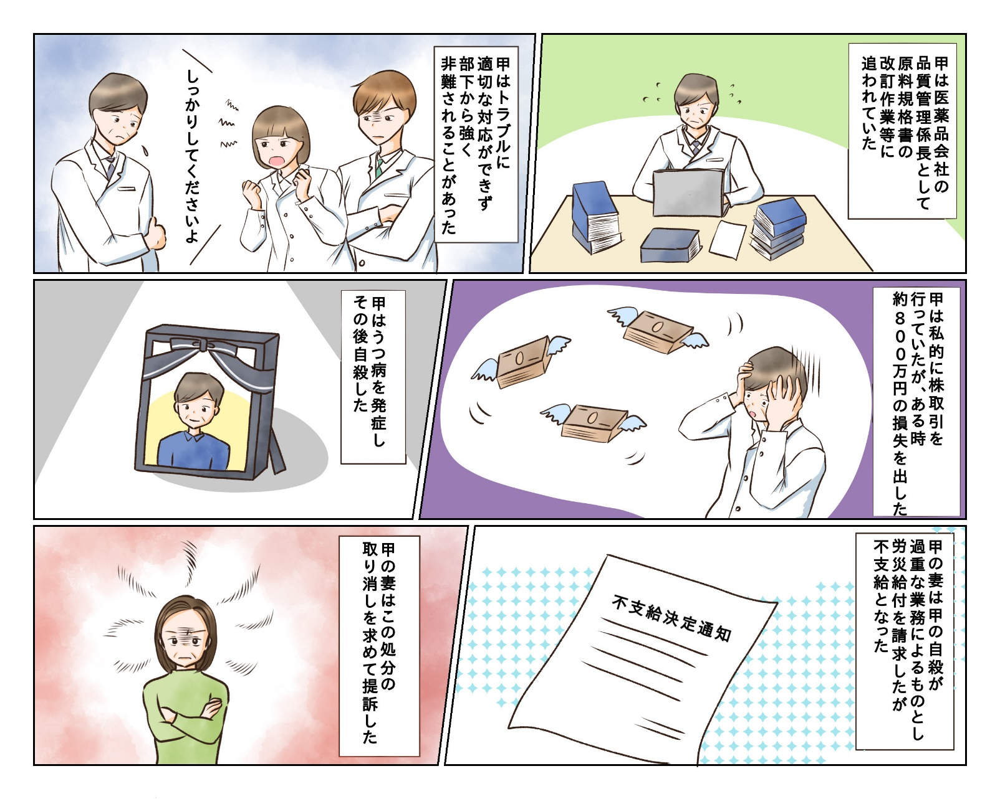 甲は医薬品会社の
品質管理係長として
原料規格書の
改訂作業等に
追われていた
甲はトラブルに
適切な対応ができず
部下から強く
非難されることがあった
しっかりしてくださいよ
甲は私的に株取引を
行っていたが、ある時
約８００万円の損失を出した
甲はうつ病を発症し
その後自殺した
甲の妻は甲の自殺が
過重な業務によるものとし
労災給付を請求したが
不支給となった
不支給決定通知
甲の妻はこの処分の
取り消しを求めて提訴した